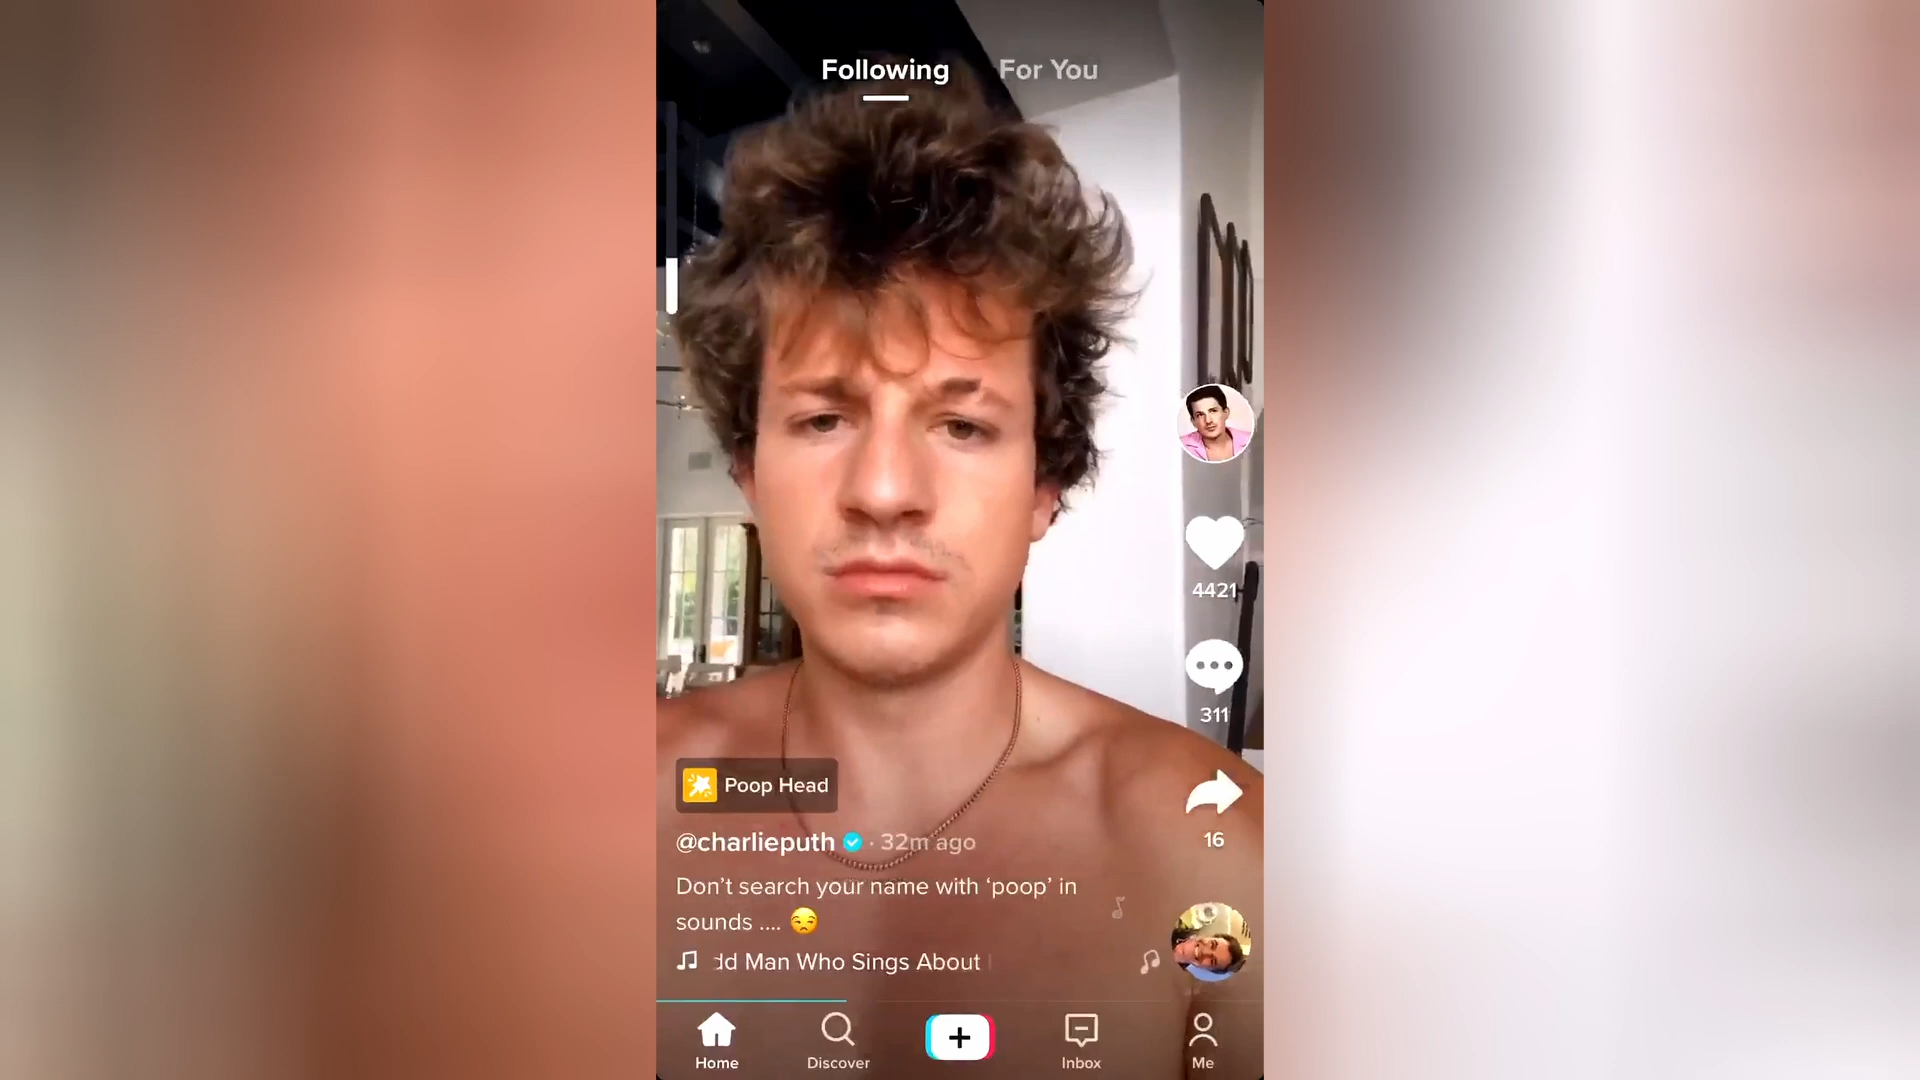 Following For You
4421
311
Poop Head
16
@charlieputh · 32m ago
Don’t search your name with ‘poop’ in
sounds .... 😒
dd Man Who Sings About
Home Discover Inbox Me